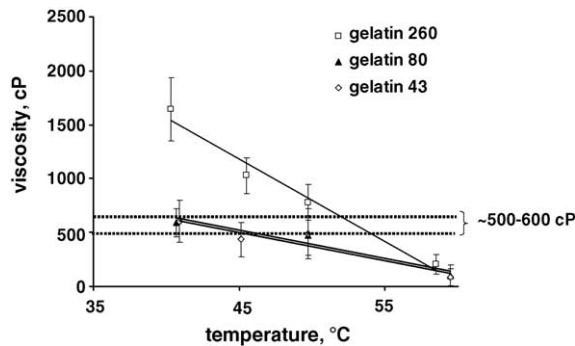 2500
2000
1500
1000
500
0
viscosity, cP
gelatin 260
gelatin 80
gelatin 43
~500-600 cP
35
45
55
temperature, °C